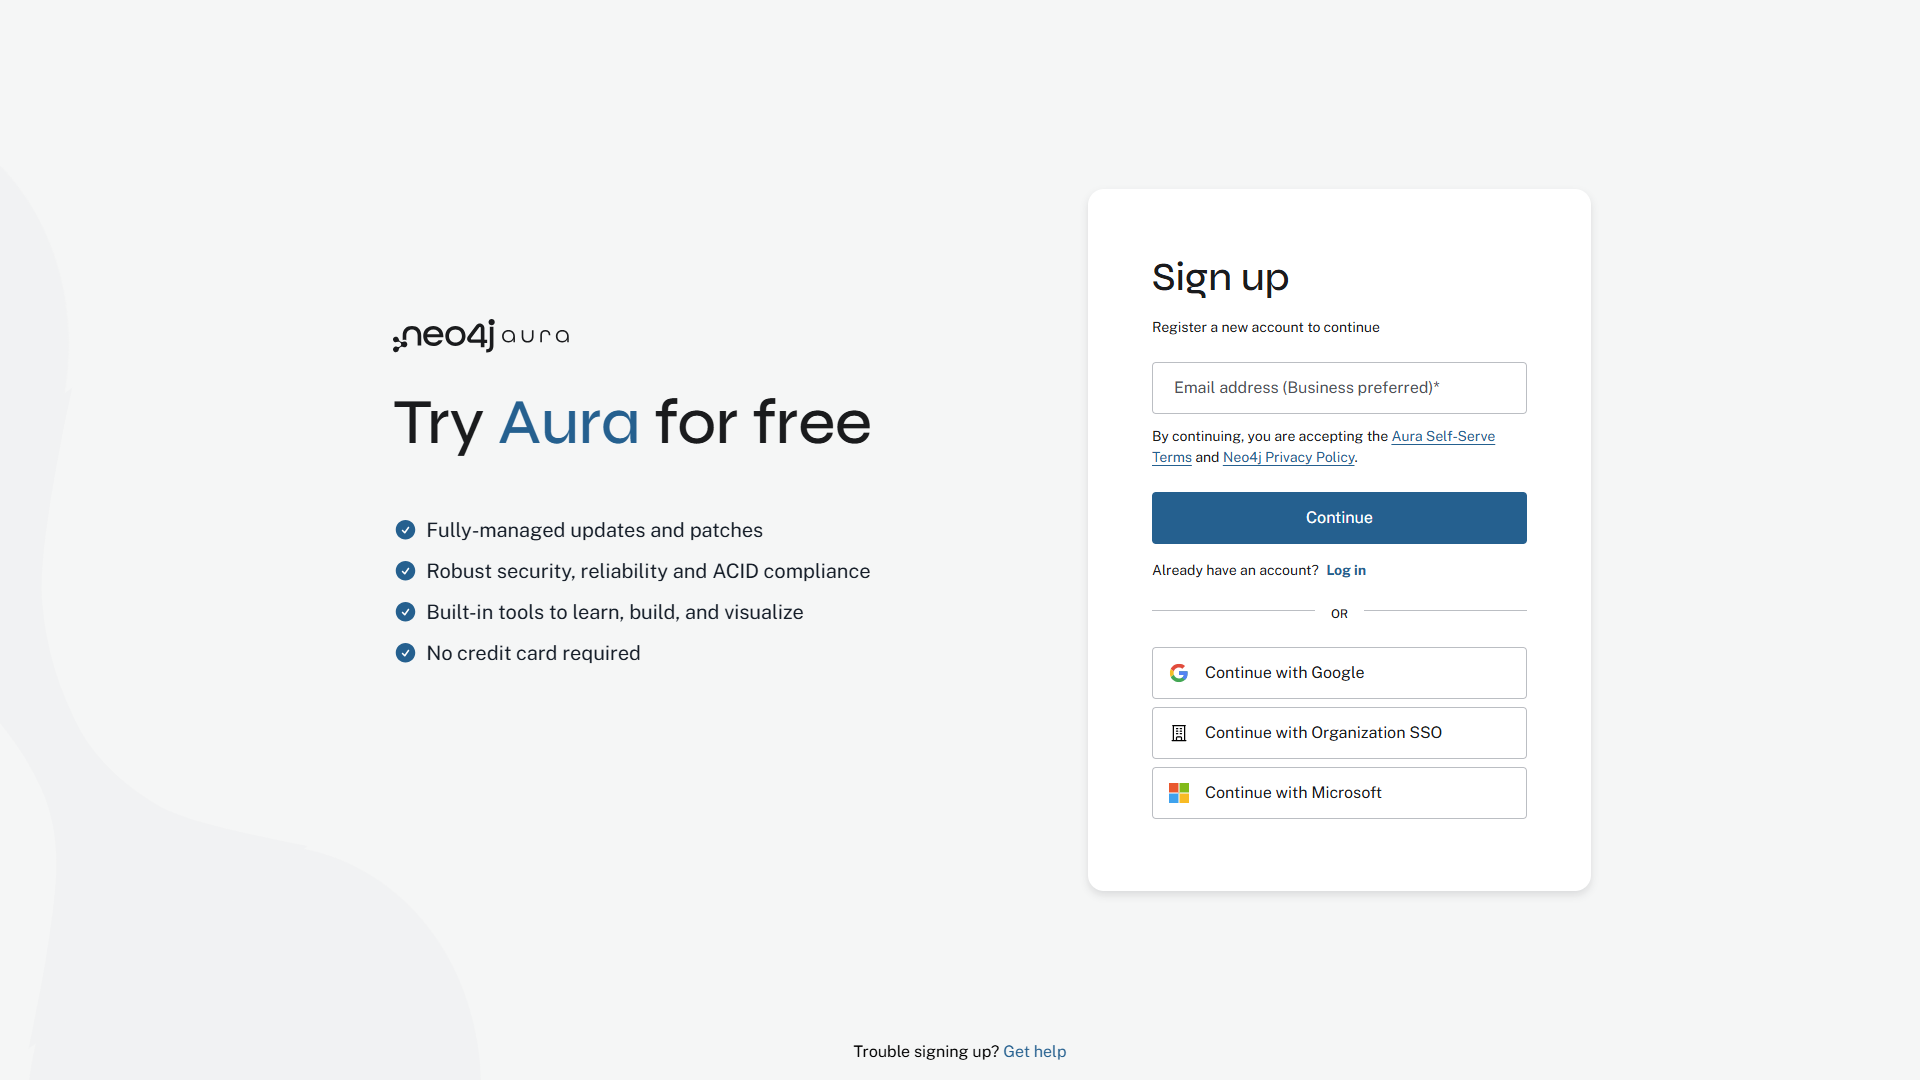 neo4j aura
Try Aura for free
Fully-managed updates and patches
Robust security, reliability and ACID compliance
Built-in tools to learn, build, and visualize
No credit card required
Sign up
Register a new account to continue
Email address (Business preferred)*
By continuing, you are accepting the Aura Self-Serve
Terms and Neo4j Privacy Policy.
Continue
Already have an account? Log in
OR
Continue with Google
Continue with Organization SSO
Continue with Microsoft
Trouble signing up? Get help